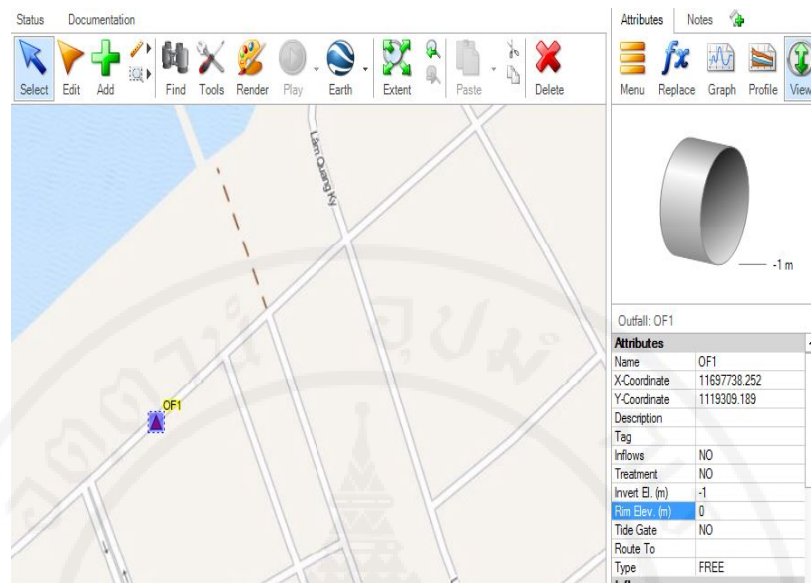 Status Documentation
Select Edit Add Find Tools Render Play Earth Extent Paste Delete
Attributes Notes
Menu Replace Graph Profile View
Lâm Quang Ky
OF1
-1 m
Outfall: OF1
Attributes
Name OF1
X-Coordinate 11697738.252
Y-Coordinate 1119309.189
Description
Tag
Inflows NO
Treatment NO
Invert El. (m) -1
Rim Elev. (m) 0
Tide Gate NO
Route To
Type FREE